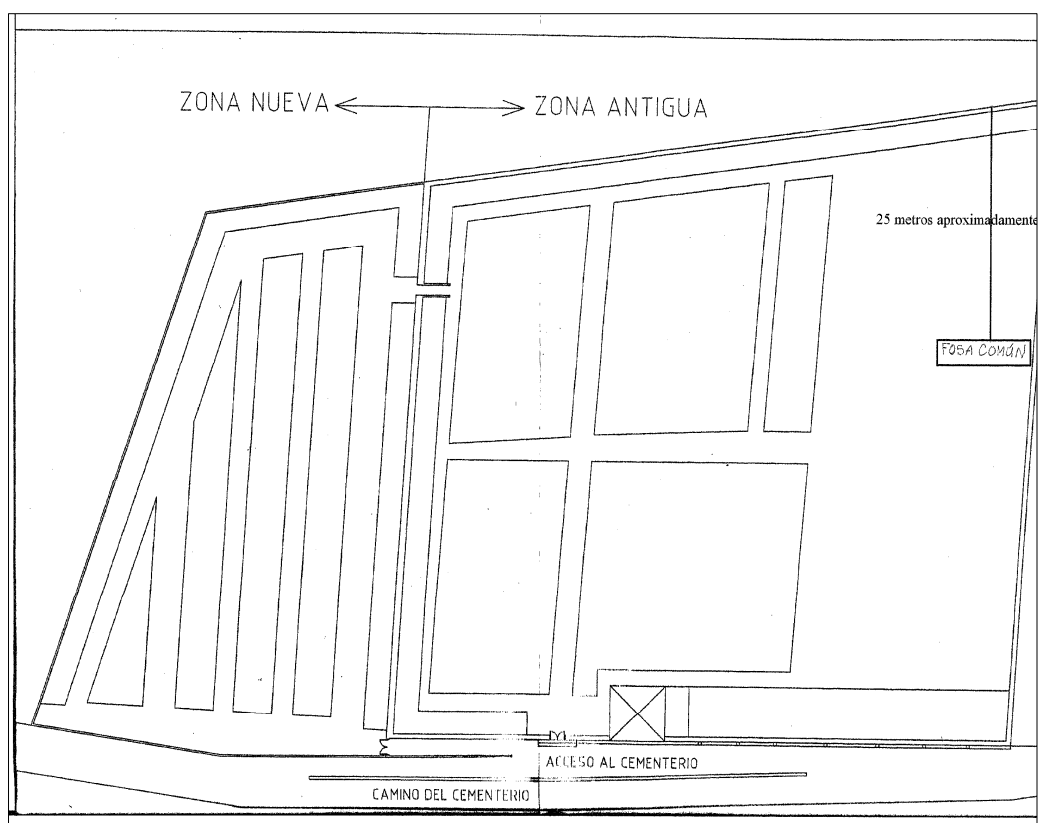 ZONA NUEVA
ZONA ANTIGUA
25 metros aproximadamente
FOSA COMÚN
ACCESO AL CEMENTERIO
CAMINO DEL CEMENTERIO